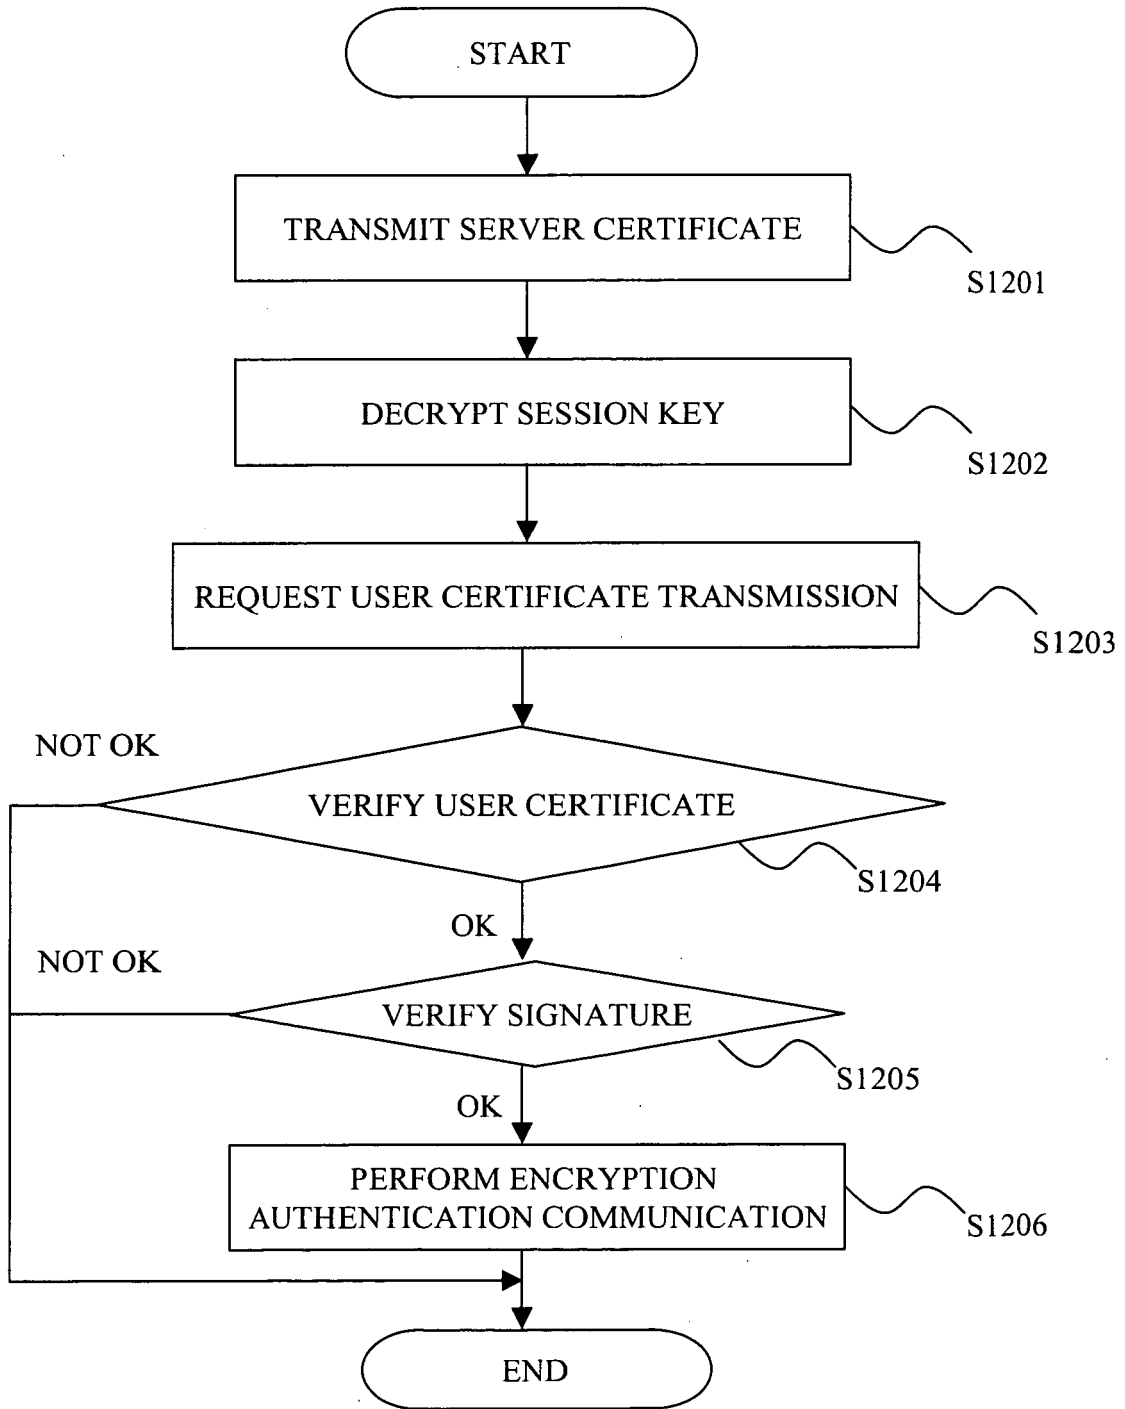 START
TRANSMIT SERVER CERTIFICATE
S1201
DECRYPT SESSION KEY
S1202
REQUEST USER CERTIFICATE TRANSMISSION
S1203
NOT OK
VERIFY USER CERTIFICATE
S1204
OK
NOT OK
VERIFY SIGNATURE
S1205
OK
PERFORM ENCRYPTION
AUTHENTICATION COMMUNICATION
S1206
END